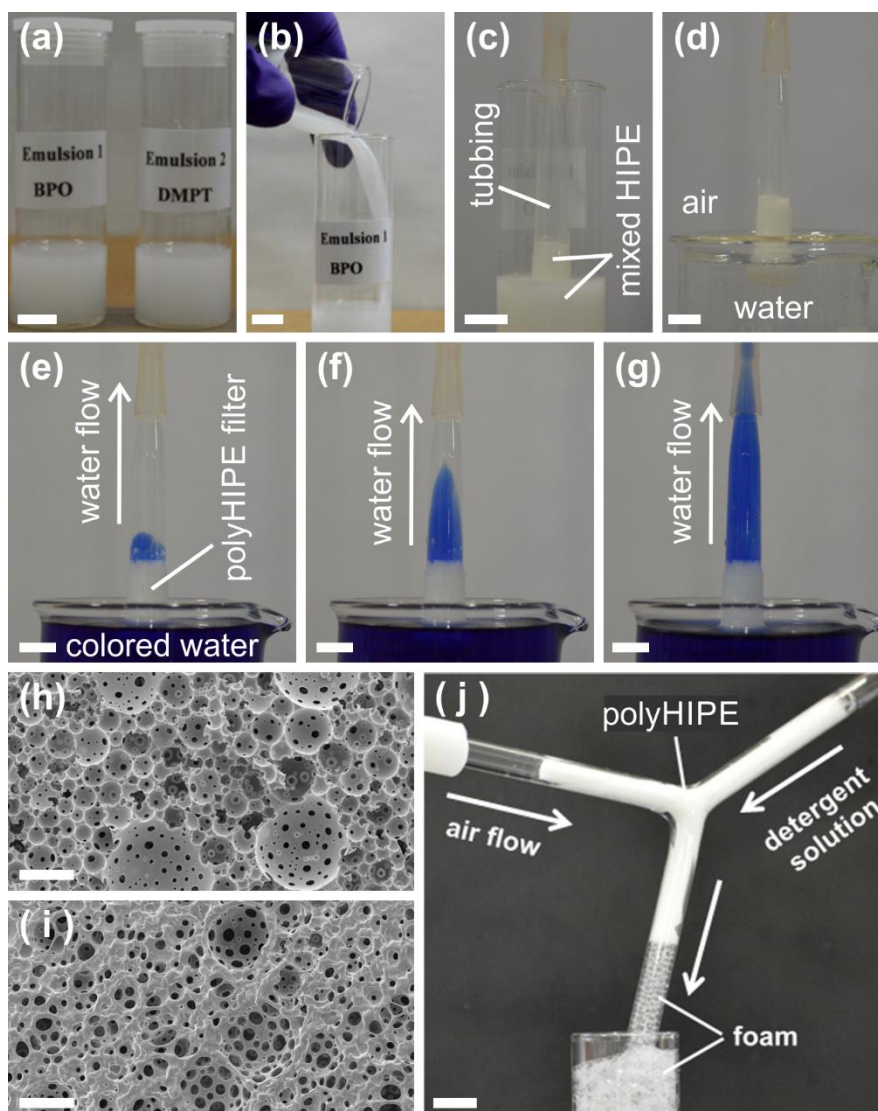 (a)
Emulsion 1
BPO
Emulsion 2
DMPT
(b)
Emulsion 1
BPO
(c)
tubbing
mixed HIPE
(d)
air
water
(e)
water flow
polyHIPE filter
colored water
(f)
water flow
(g)
water flow
(h)
( i )
( j )
polyHIPE
air flow
detergent
solution
foam